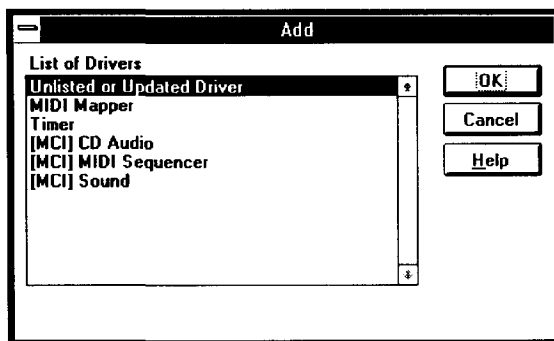 Add
List of Drivers
Unlisted or Updated Driver
MIDI Mapper
Timer
[MCI] CD Audio
[MCI] MIDI Sequencer
[MCI] Sound
OK
Cancel
Help